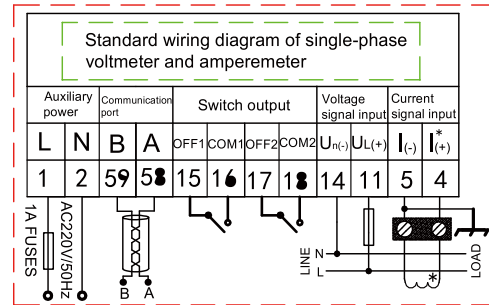 Standard wiring diagram of single-phase
voltmeter and amperemeter
Auxiliary power
Communication port
Switch output
Voltage signal input
Current signal input
L N B A OFF1 COM1 OFF2 COM2 Un(-) UL(+) I(-) I*(+)
1 2 59 58 15 16 17 18 14 11 5 4
1A FUSES
AC220V/50Hz
B A
LINE
N
L
*
LOAD